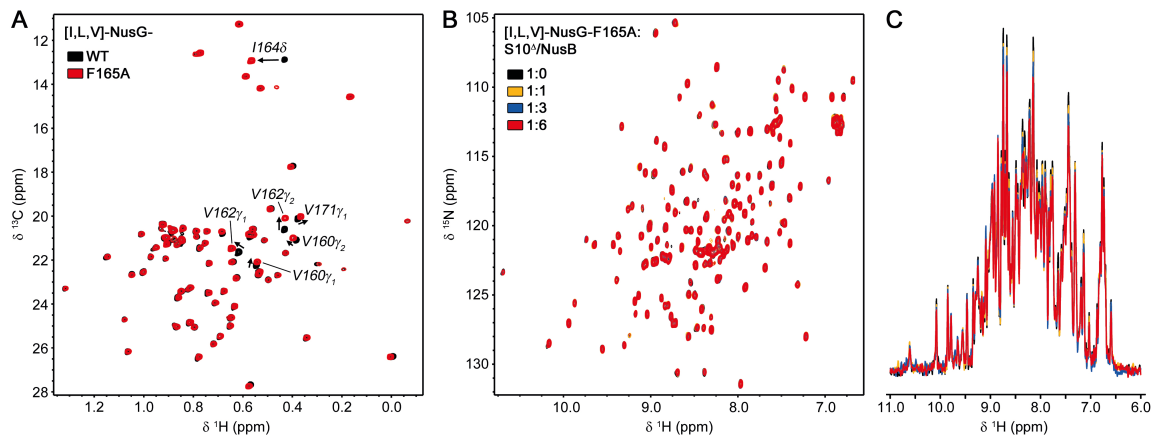 A
[I,L,V]-NusG-
WT
F165A
I164δ
V162γ2
V171γ1
V162γ1
V160γ2
V160γ1
12
14
16
18
20
22
24
26
28
δ 13C (ppm)
1.2 1.0 0.8 0.6 0.4 0.2 0.0
δ 1H (ppm)
B
[I,L,V]-NusG-F165A:
S10Δ/NusB
1:0
1:1
1:3
1:6
105
110
115
120
125
130
δ 15N (ppm)
10.0 9.0 8.0 7.0
δ 1H (ppm)
C
11.0 10.0 9.0 8.0 7.0 6.0
δ 1H (ppm)